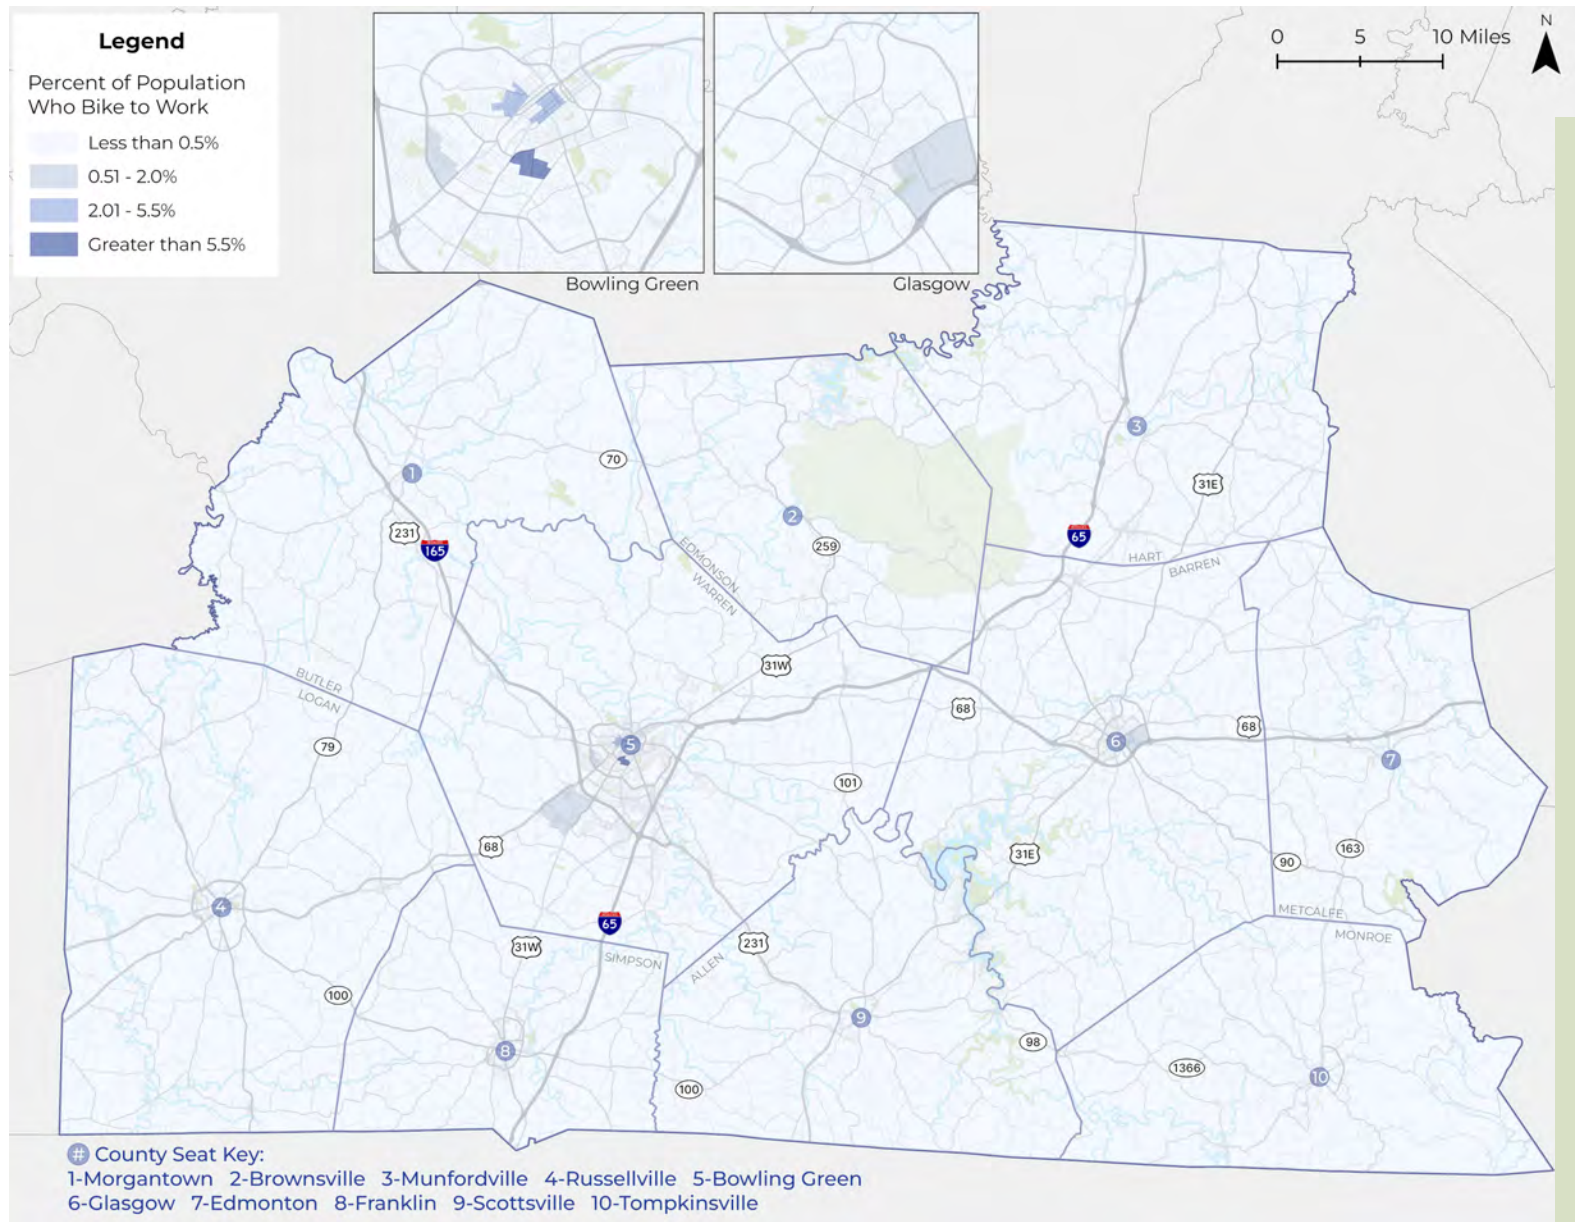 Legend
Percent of Population
Who Bike to Work
Less than 0.5%
0.51 - 2.0%
2.01 - 5.5%
Greater than 5.5%
Bowling Green
Glasgow
0 5 10 Miles
N
3
70
1
31E
2
231
165
65
259
HART
BARREN
EDMONSON
WARREN
31W
BUTLER
LOGAN
68
68
79
5
6
7
101
68
31E
90
163
4
65
METCALFE
MONROE
31W
SIMPSON
ALLEN
231
100
9
98
8
1366
10
100
# County Seat Key:
1-Morgantown 2-Brownsville 3-Munfordville 4-Russellville 5-Bowling Green
6-Glasgow 7-Edmonton 8-Franklin 9-Scottsville 10-Tompkinsville